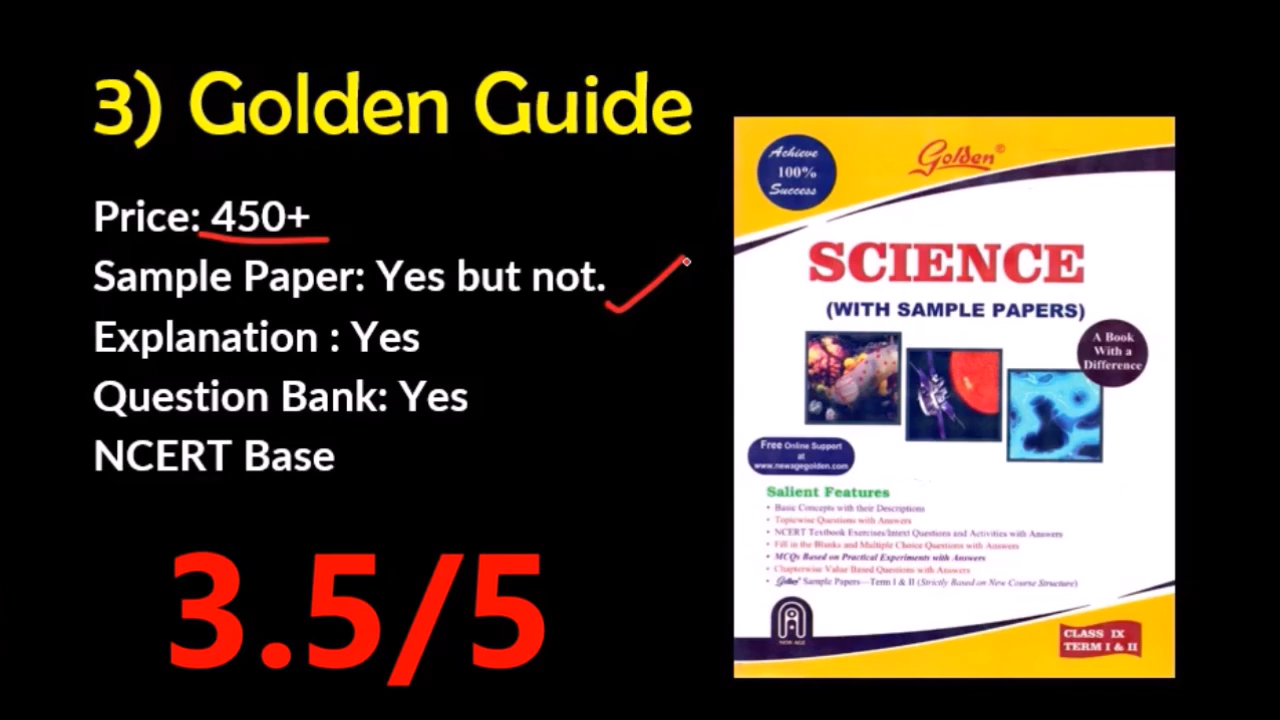 3) Golden Guide
Price: 450+
Sample Paper: Yes but not.
Explanation : Yes
Question Bank: Yes
NCERT Base
3.5/5
Achieve
100%
Success
Golden®
SCIENCE
(WITH SAMPLE PAPERS)
A Book
With a
Difference
Free Online Support
at
www.newagegolden.com
Salient Features
• Basic Concepts with their Descriptions
• Topicwise Questions with Answers
• NCERT Textbook Exercises/Intext Questions and Activities with Answers
• Fill in the Blanks and Multiple Choice Questions with Answers
• MCQs Based on Practical Experiments with Answers
• Chapterwise Value Based Questions with Answers
• Golden Sample Papers—Term I & II (Strictly Based on New Course Structure)
NEW AGE
CLASS IX
TERM I & II